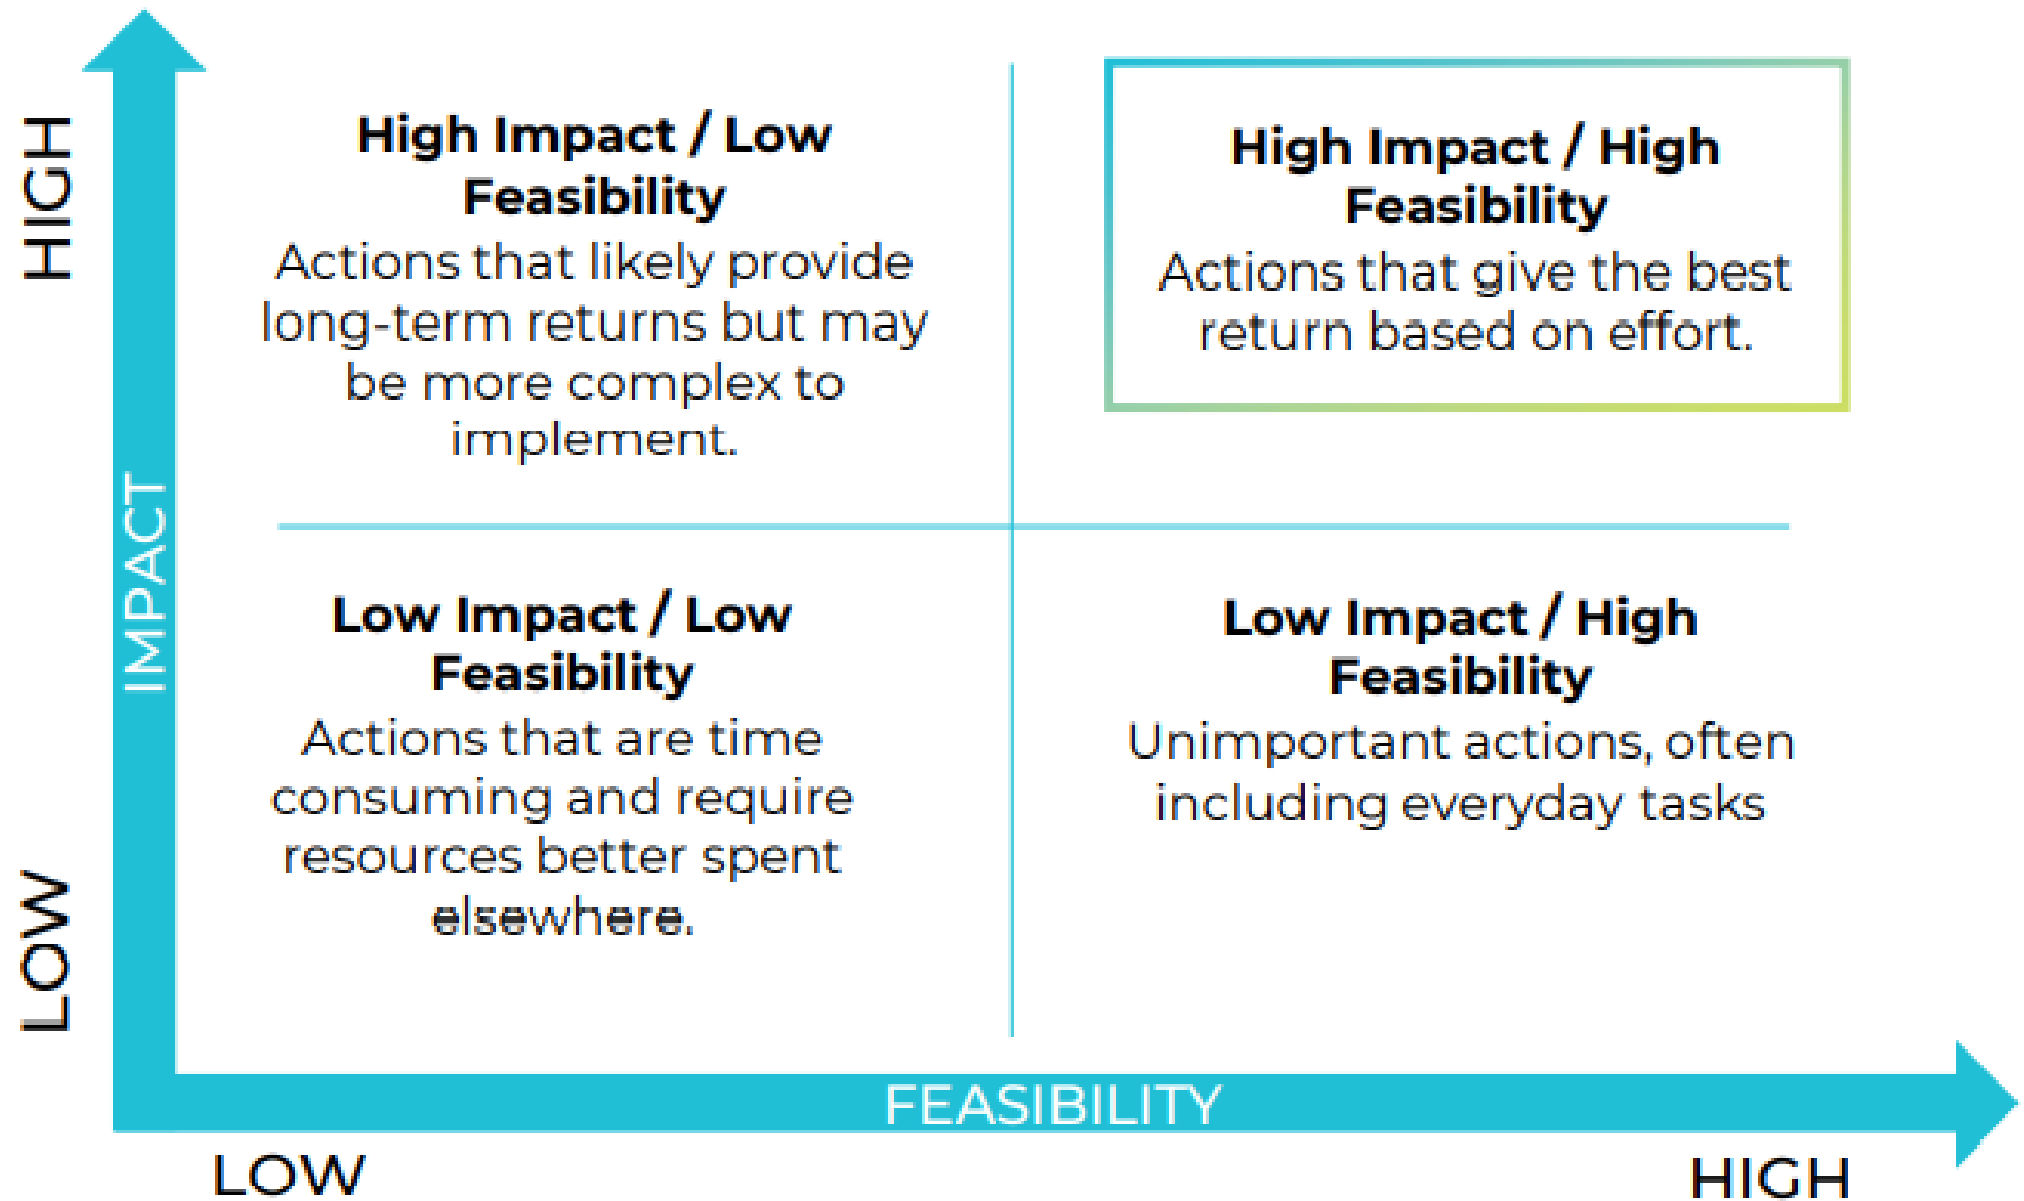 HIGH
High Impact / Low
Feasibility
Actions that likely provide
long-term returns but may
be more complex to
implement.
High Impact / High
Feasibility
Actions that give the best
return based on effort.
IMPACT
Low Impact / Low
Feasibility
Actions that are time
consuming and require
resources better spent
elsewhere.
Low Impact / High
Feasibility
Unimportant actions, often
including everyday tasks
LOW
FEASIBILITY
LOW
HIGH